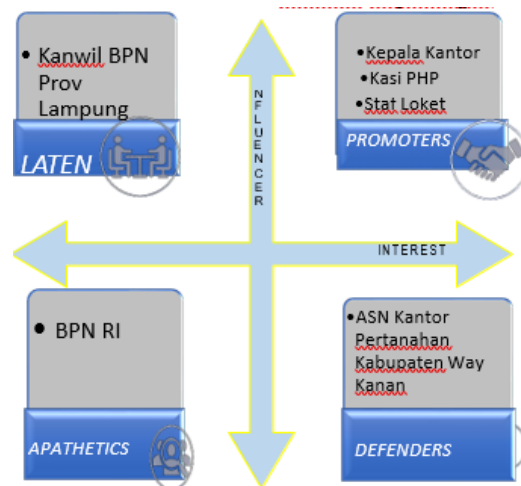 • Kanwil BPN
Prov
Lampung
LATEN
•Kepala Kantor
•Kasi PHP
•Stat Loket
PROMOTERS
NFLUENCER
INTEREST
• BPN RI
APATHETICS
•ASN Kantor
Pertanahan
Kabupaten Way
Kanan
DEFENDERS